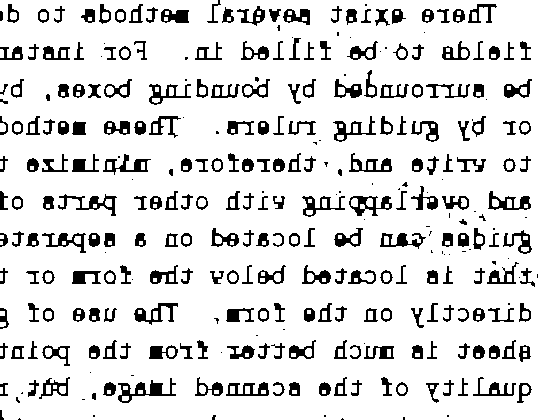 There exist several methods to de
fields to be filled in. For instan
be surrounded by bounding boxes, by
or by guiding rulers. These method
to write and, therefore, minimize t
and overlapping with other parts of
guides can be located on a separate
that is located below the form or t
directly on the form. The use of g
sheet is much better from the point
quality of the scanned image, but r